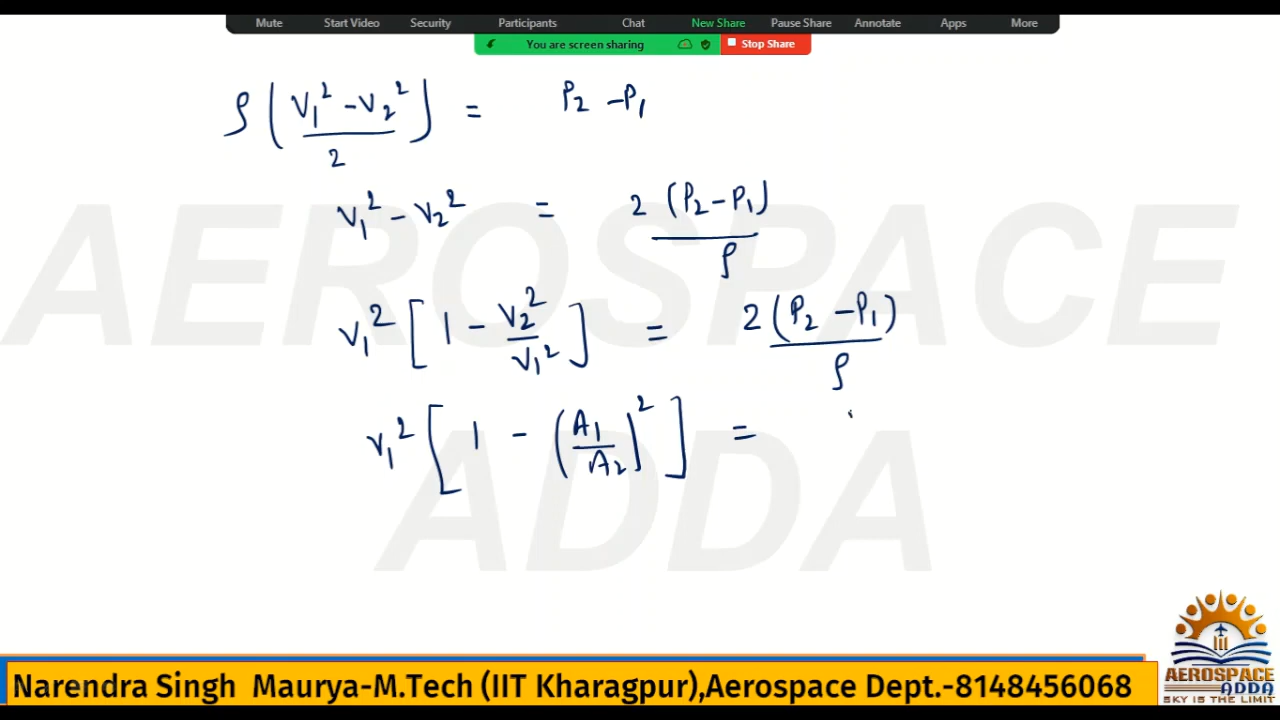 Mute Start Video Security Participants Chat New Share Pause Share Annotate Apps More
You are screen sharing Stop Share
ρ (V₁² - V₂² / 2) = P₂ - P₁
V₁² - V₂² = 2 (P₂ - P₁) / ρ
V₁² [1 - V₂² / V₁²] = 2 (P₂ - P₁) / ρ
V₁² [1 - (A₁ / A₂)²] =
AEROSPACE
ADDA
Narendra Singh Maurya-M.Tech (IIT Kharagpur),Aerospace Dept.-8148456068
AEROSPACE
ADDA
SKY IS THE LIMIT